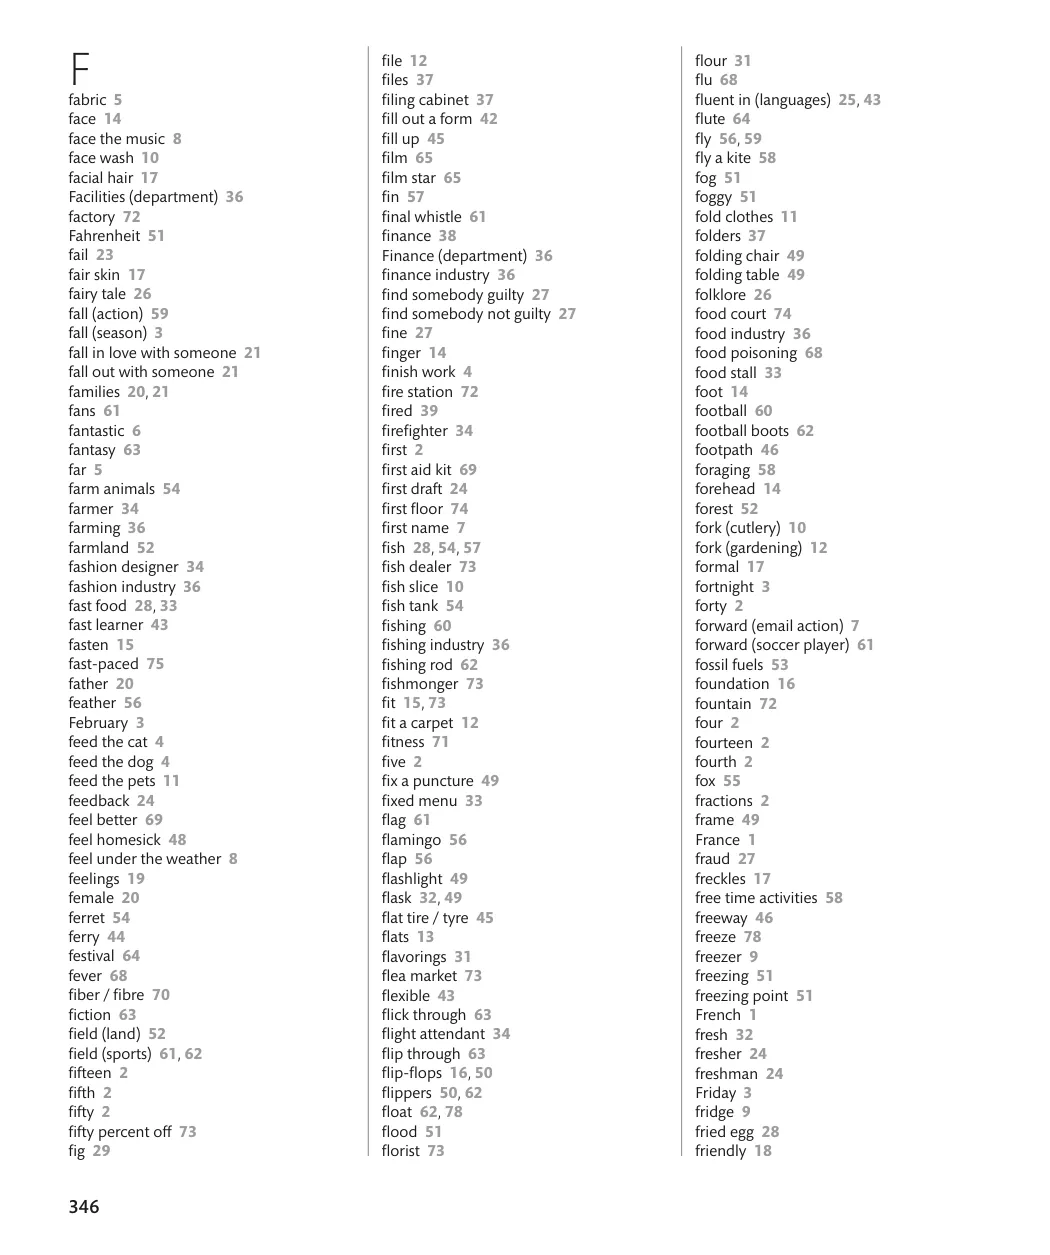 F
fabric 5
face 14
face the music 8
face wash 10
facial hair 17
Facilities (department) 36
factory 72
Fahrenheit 51
fail 23
fair skin 17
fairy tale 26
fall (action) 59
fall (season) 3
fall in love with someone 21
fall out with someone 21
families 20, 21
fans 61
fantastic 6
fantasy 63
far 5
farm animals 54
farmer 34
farming 36
farmland 52
fashion designer 34
fashion industry 36
fast food 28, 33
fast learner 43
fasten 15
fast-paced 75
father 20
feather 56
February 3
feed the cat 4
feed the dog 4
feed the pets 11
feedback 24
feel better 69
feel homesick 48
feel under the weather 8
feelings 19
female 20
ferret 54
ferry 44
festival 64
fever 68
fiber / fibre 70
fiction 63
field (land) 52
field (sports) 61, 62
fifteen 2
fifth 2
fifty 2
fifty percent off 73
fig 29
file 12
files 37
filing cabinet 37
fill out a form 42
fill up 45
film 65
film star 65
fin 57
final whistle 61
finance 38
Finance (department) 36
finance industry 36
find somebody guilty 27
find somebody not guilty 27
fine 27
finger 14
finish work 4
fire station 72
fired 39
firefighter 34
first 2
first aid kit 69
first draft 24
first floor 74
first name 7
fish 28, 54, 57
fish dealer 73
fish slice 10
fish tank 54
fishing 60
fishing industry 36
fishing rod 62
fishmonger 73
fit 15, 73
fit a carpet 12
fitness 71
five 2
fix a puncture 49
fixed menu 33
flag 61
flamingo 56
flap 56
flashlight 49
flask 32, 49
flat tire / tyre 45
flats 13
flavorings 31
flea market 73
flexible 43
flick through 63
flight attendant 34
flip through 63
flip-flops 16, 50
flippers 50, 62
float 62, 78
flood 51
florist 73
flour 31
flu 68
fluent in (languages) 25, 43
flute 64
fly 56, 59
fly a kite 58
fog 51
foggy 51
fold clothes 11
folders 37
folding chair 49
folding table 49
folklore 26
food court 74
food industry 36
food poisoning 68
food stall 33
foot 14
football 60
football boots 62
footpath 46
foraging 58
forehead 14
forest 52
fork (cutlery) 10
fork (gardening) 12
formal 17
fortnight 3
forty 2
forward (email action) 7
forward (soccer player) 61
fossil fuels 53
foundation 16
fountain 72
four 2
fourteen 2
fourth 2
fox 55
fractions 2
frame 49
France 1
fraud 27
freckles 17
free time activities 58
freeway 46
freeze 78
freezer 9
freezing 51
freezing point 51
French 1
fresh 32
fresher 24
freshman 24
Friday 3
fridge 9
fried egg 28
friendly 18
346